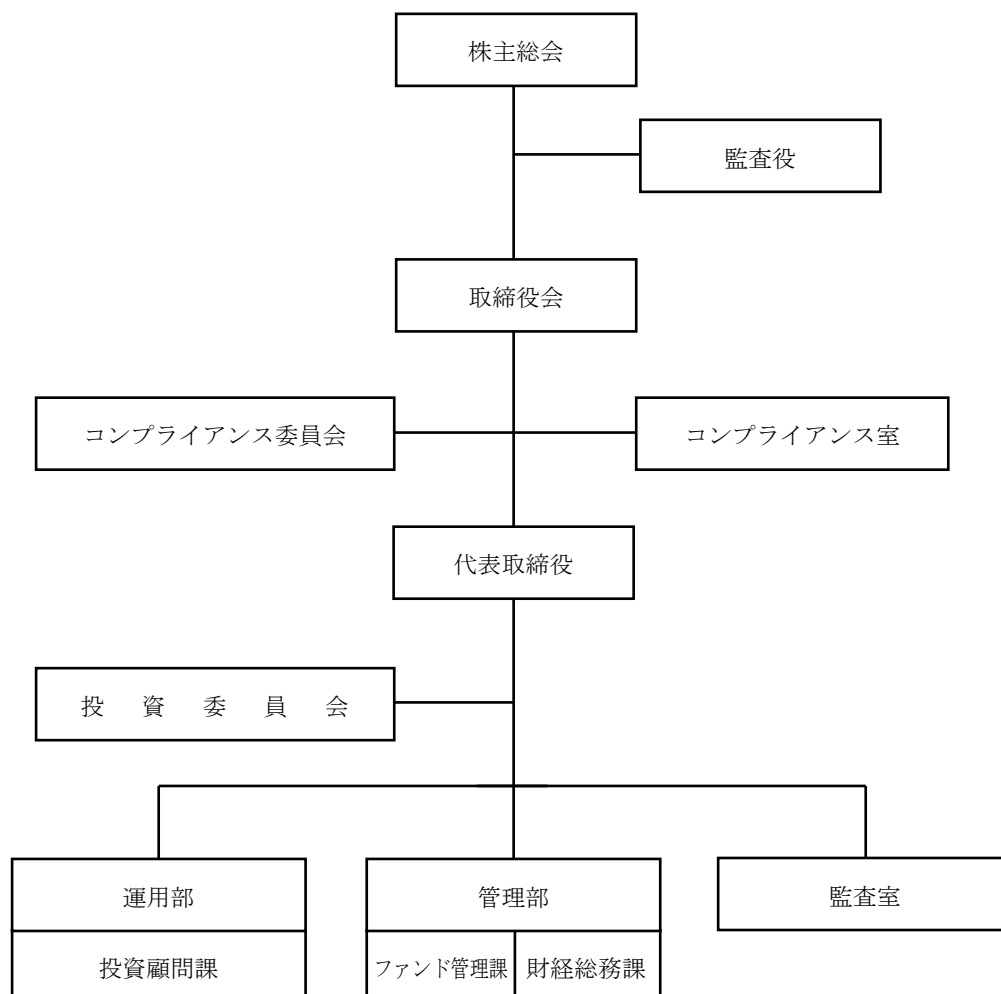 株主総会
監査役
取締役会
コンプライアンス委員会
コンプライアンス室
代表取締役
投資委員会
運用部
管理部
監査室
投資顧問課
ファンド管理課
財経総務課